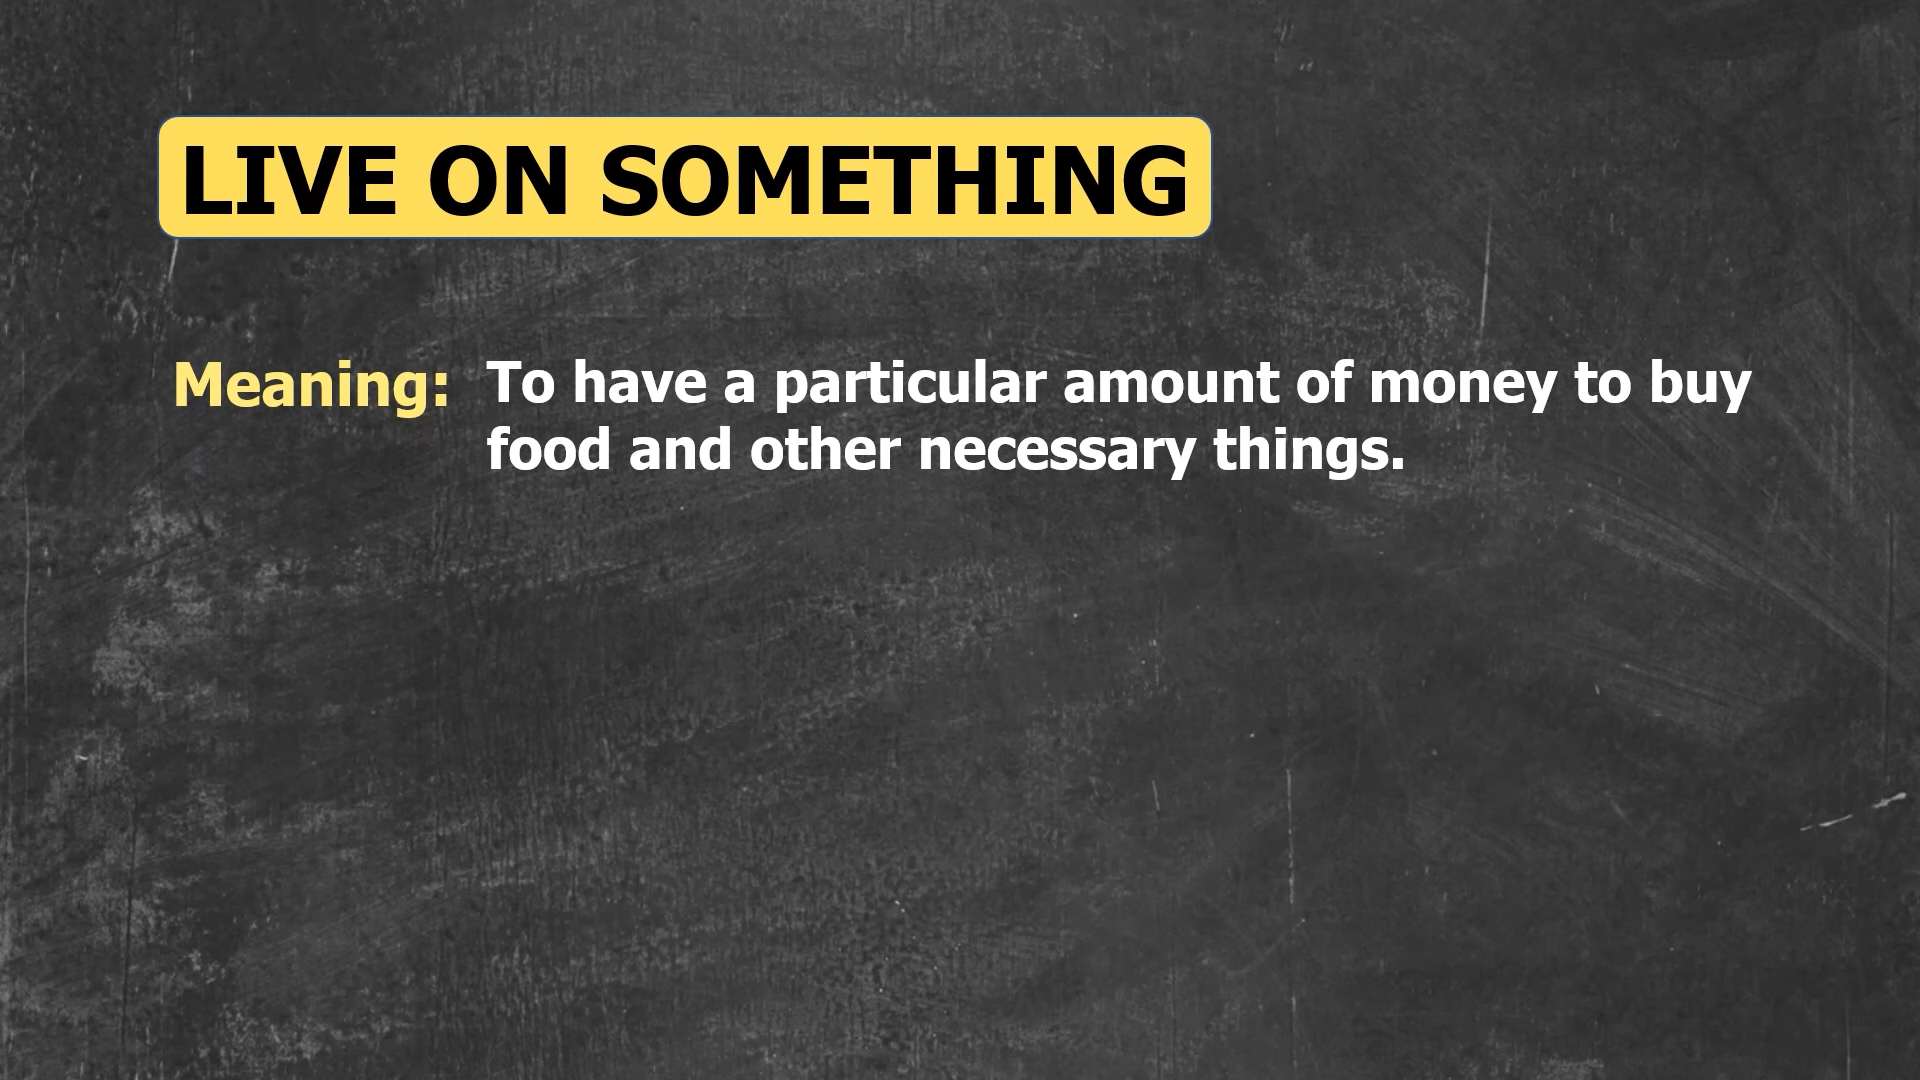 LIVE ON SOMETHING
Meaning: To have a particular amount of money to buy
food and other necessary things.